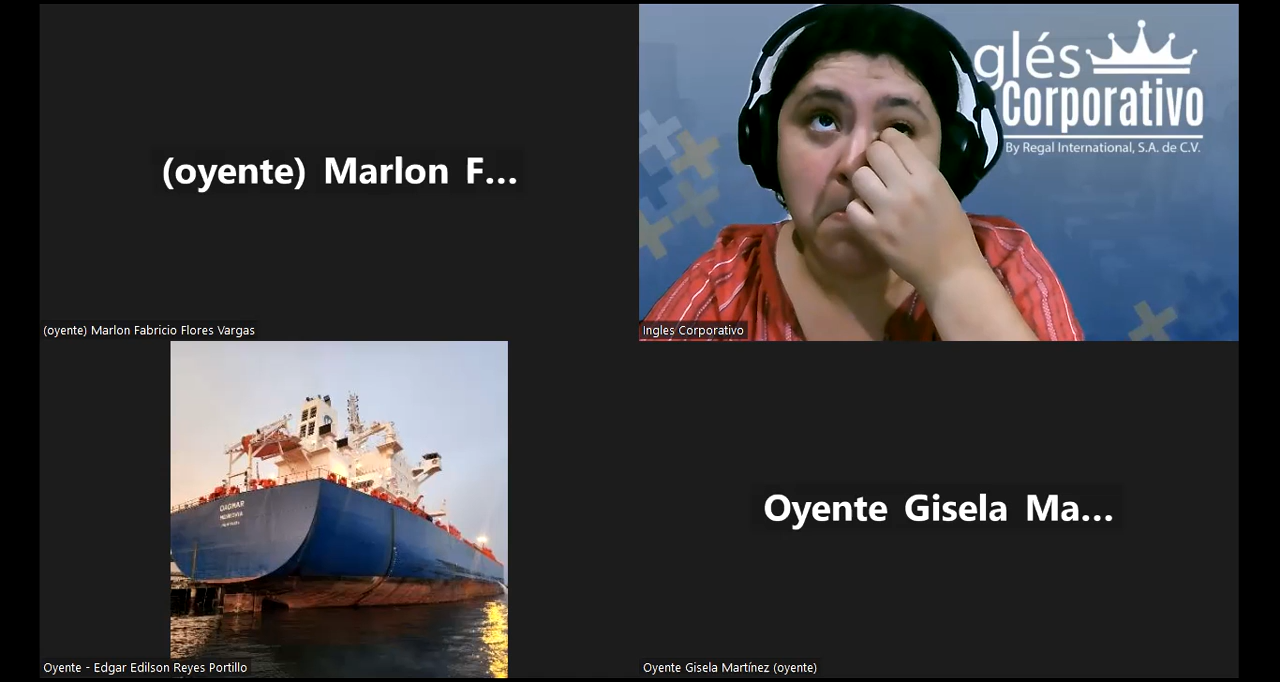 (oyente) Marlon F...
(oyente) Marlon Fabricio Flores Vargas
glés
Corporativo
By Regal International, S.A. de C.V.
Ingles Corporativo
DAGMAR
Oyente - Edgar Edilson Reyes Portillo
Oyente Gisela Ma...
Oyente Gisela Martínez (oyente)